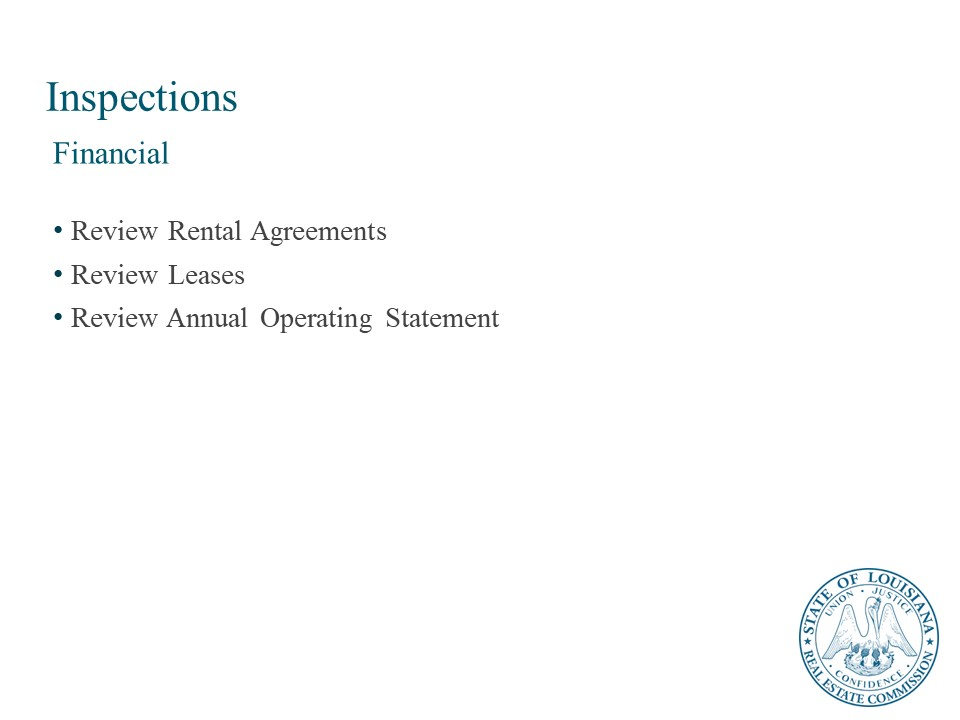 Inspections
Financial
• Review Rental Agreements
• Review Leases
• Review Annual Operating Statement
STATE OF LOUISIANA
UNION · JUSTICE
· CONFIDENCE ·
REAL ESTATE COMMISSION